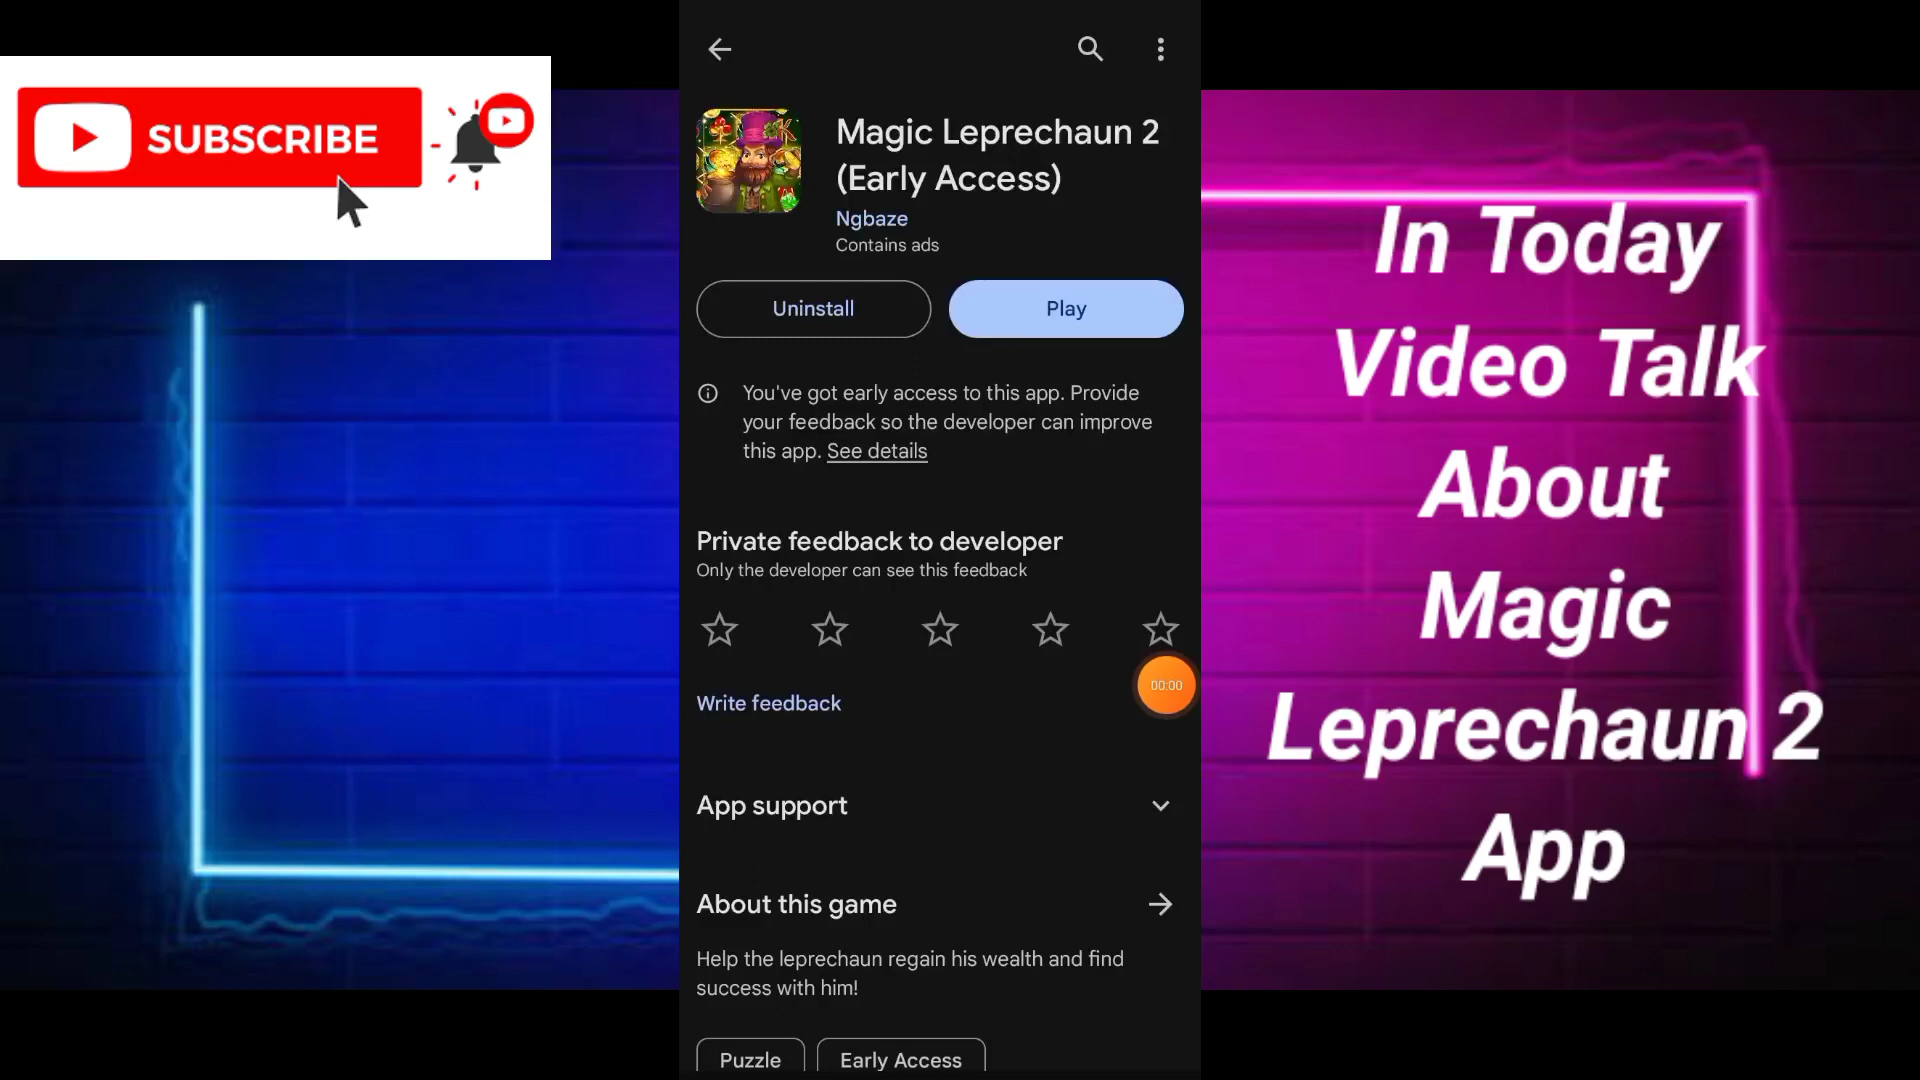 SUBSCRIBE
Magic Leprechaun 2
(Early Access)
Ngbaze
Contains ads
Uninstall
Play
You've got early access to this app. Provide
your feedback so the developer can improve
this app. See details
Private feedback to developer
Only the developer can see this feedback
00:00
Write feedback
App support
About this game
Help the leprechaun regain his wealth and find
success with him!
Puzzle
Early Access
In Today
Video Talk
About
Magic
Leprechaun 2
App